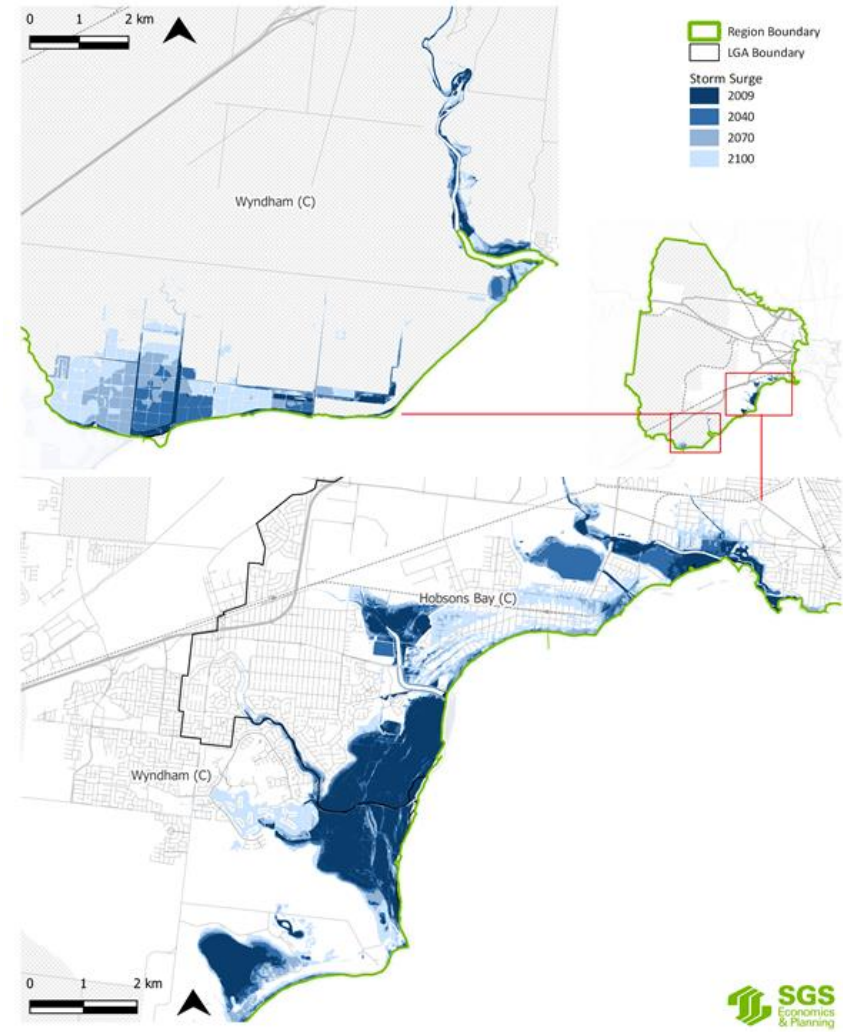 0 1 2 km
Region Boundary
LGA Boundary
Storm Surge
2009
2040
2070
2100
Wyndham (C)
Hobsons Bay (C)
Wyndham (C)
0 1 2 km
SGS
Economics
& Planning